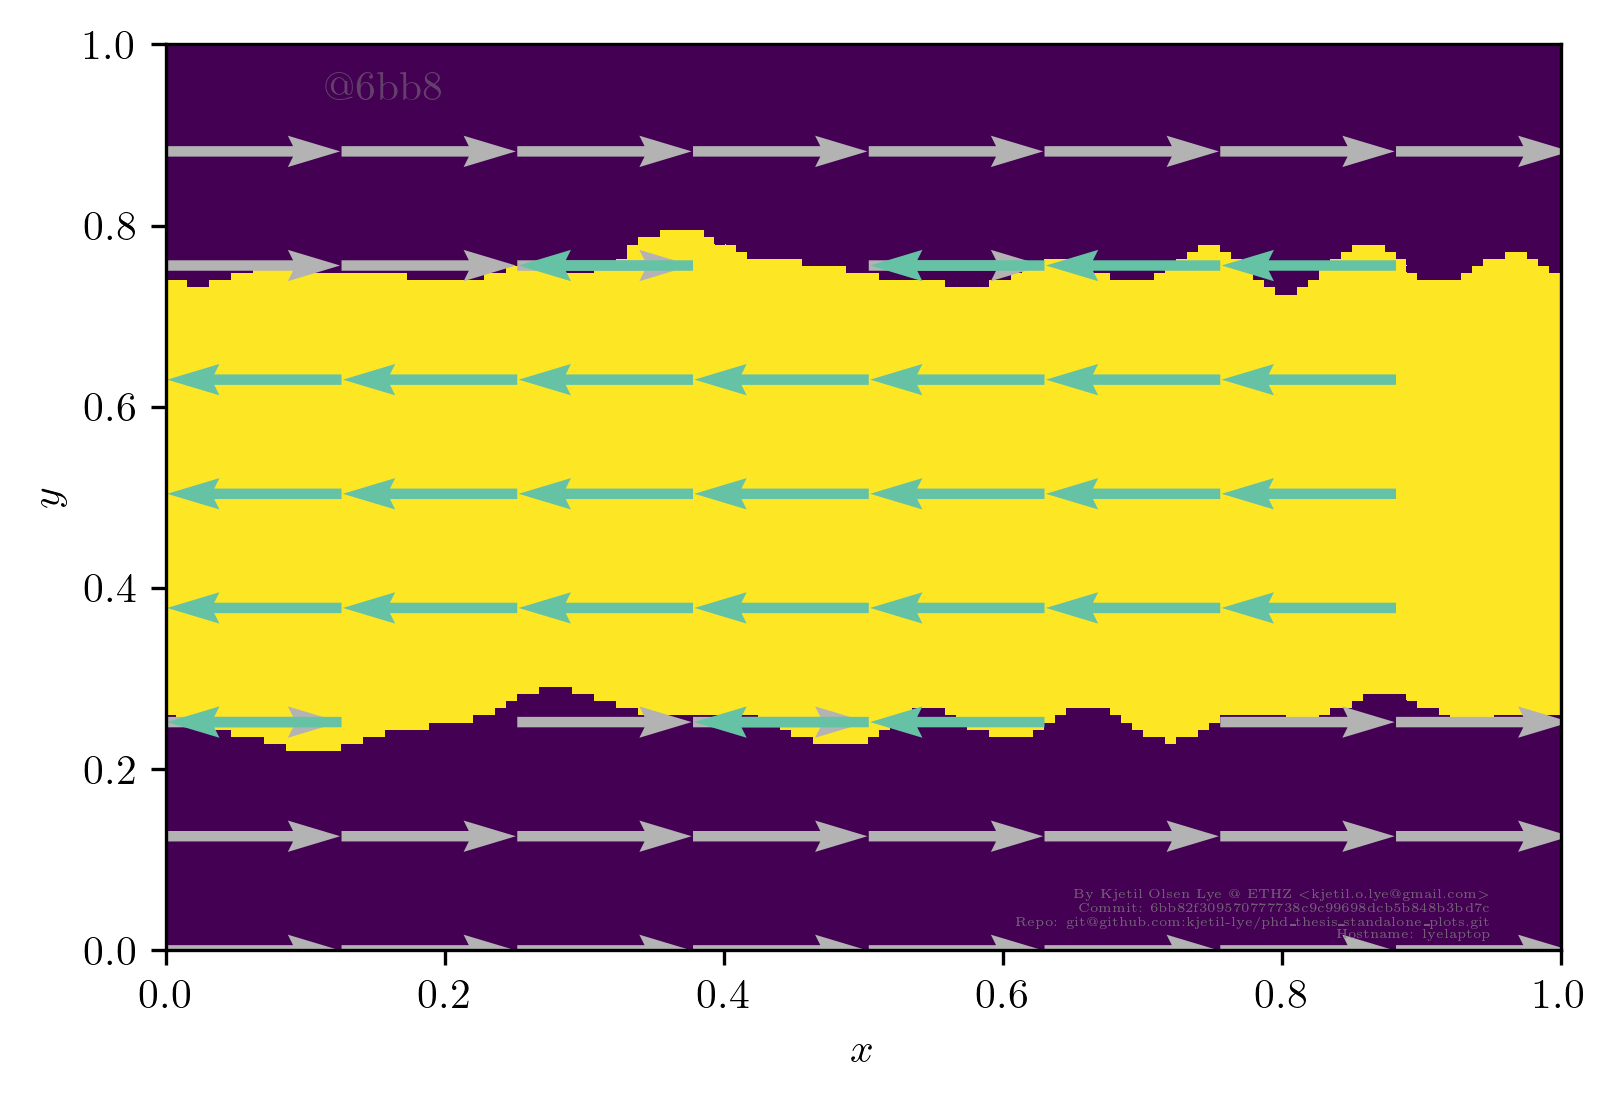 1.0
@6bb8
0.8
0.6
y
0.4
0.2
By Kjetil Olsen Lye @ ETHZ <kjetil.o.lye@gmail.com>
Commit: 6bb82f309570777738c9c99698dcb5b848b3bd7c
Repo: git@github.com:kjetil-lye/phd_thesis_standalone_plots.git
Hostname: lyelaptop
0.0
0.0 0.2 0.4 0.6 0.8 1.0
x